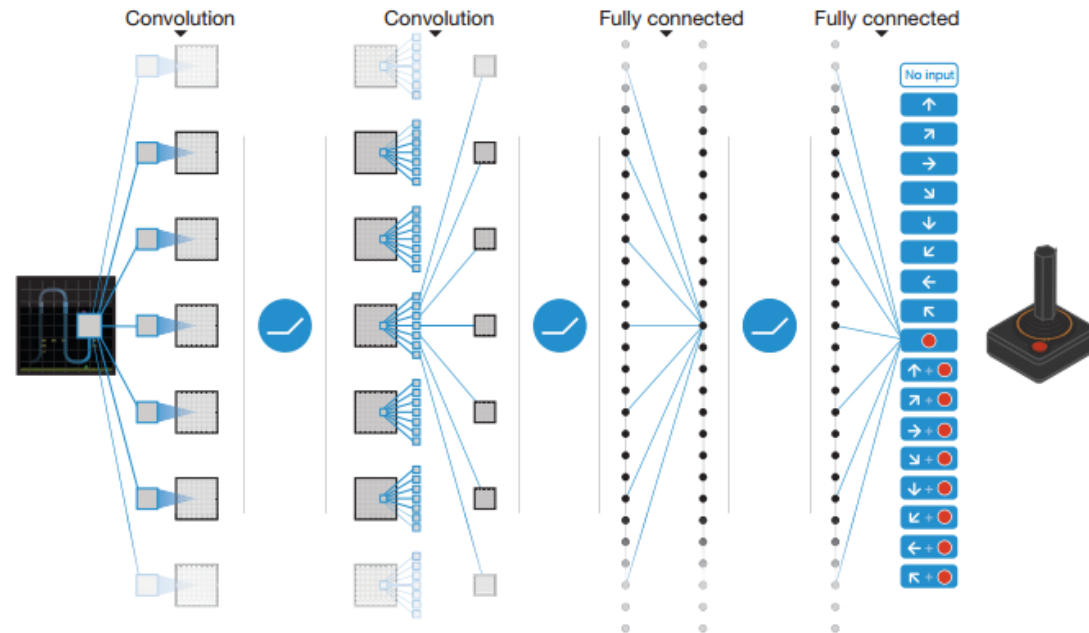 Convolution
Convolution
Fully connected
Fully connected
No input
+
+
+
+
+
+
+
+